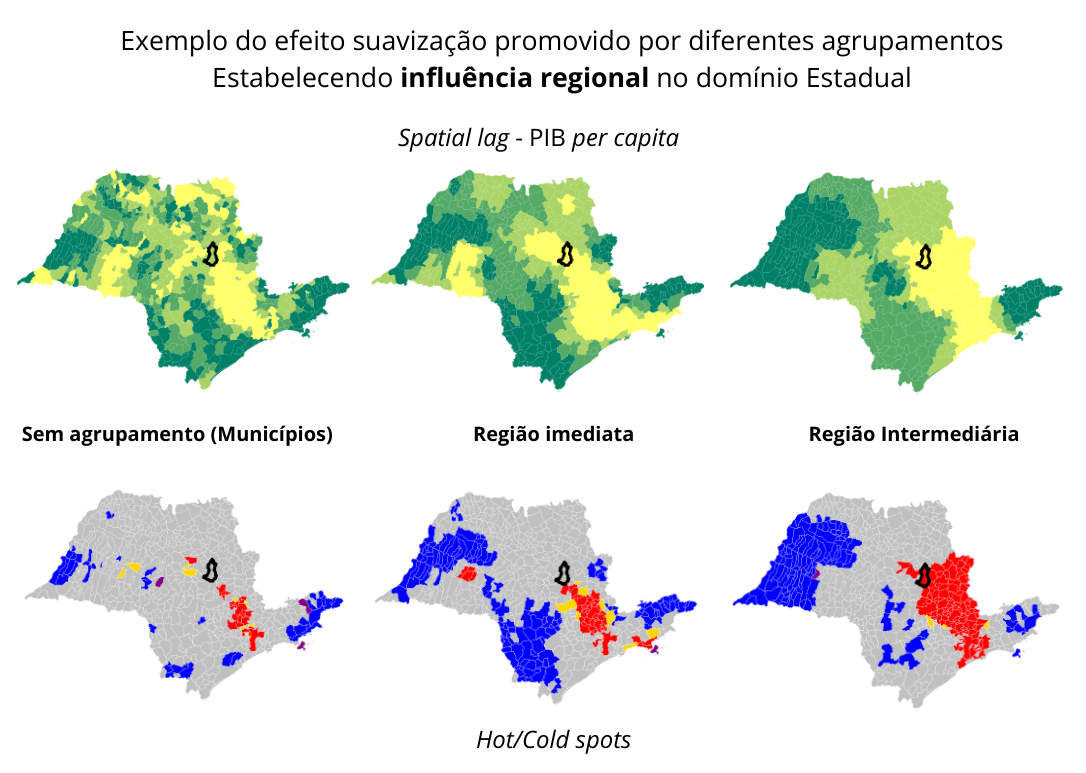 Exemplo do efeito suavização promovido por diferentes agrupamentos
Estabelecendo influência regional no domínio Estadual
Spatial lag - PIB per capita
Sem agrupamento (Municípios)
Região imediata
Região Intermediária
Hot/Cold spots